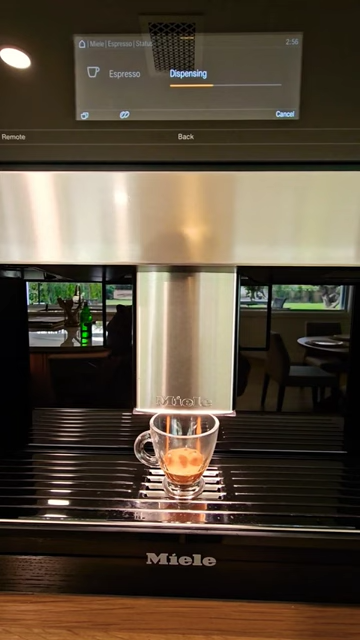 | Miele | Espresso | Status
2:56
Espresso
Dispensing
Cancel
Remote
Back
Miele
Miele